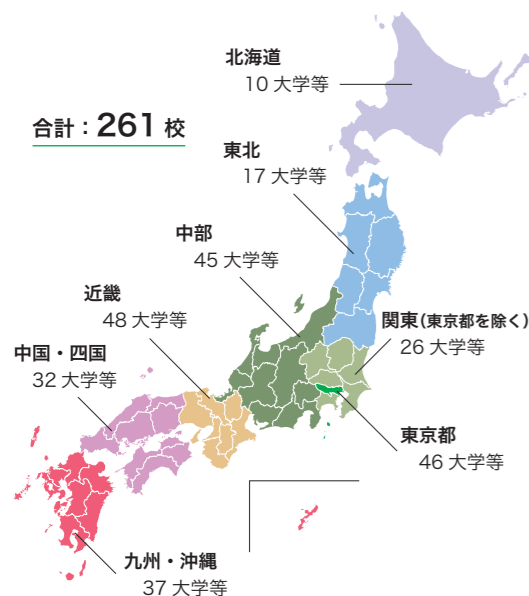 北海道
10 大学等
合計：261 校
東北
17 大学等
中部
45 大学等
近畿
48 大学等
関東(東京都を除く)
26 大学等
中国・四国
32 大学等
東京都
46 大学等
九州・沖縄
37 大学等